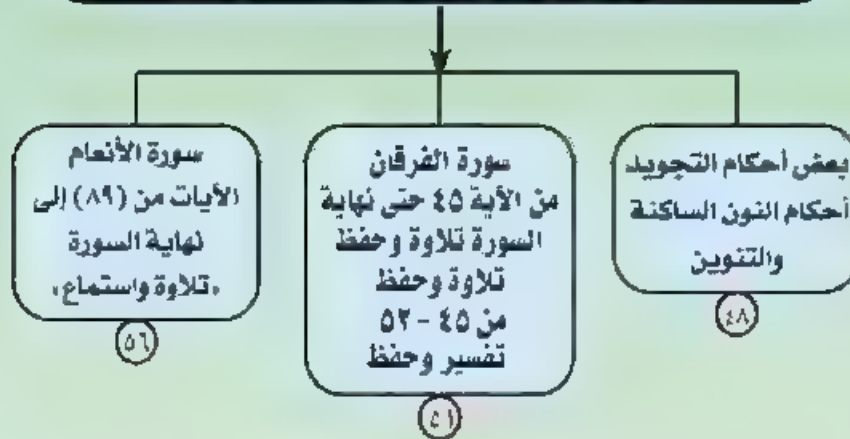 بعض أحكام التجويد
أحكام النون الساكنة
والتنوين
٤٨
سورة الفرقان
من الآية ٤٥ حتى نهاية
السورة تلاوة وحفظ
تلاوة وحفظ
من ٤٥ - ٥٢
تفسير وحفظ
٤١
سورة الأنعام
الآيات من (٨٩) إلى
نهاية السورة
«تلاوة واستماع»
٥٦